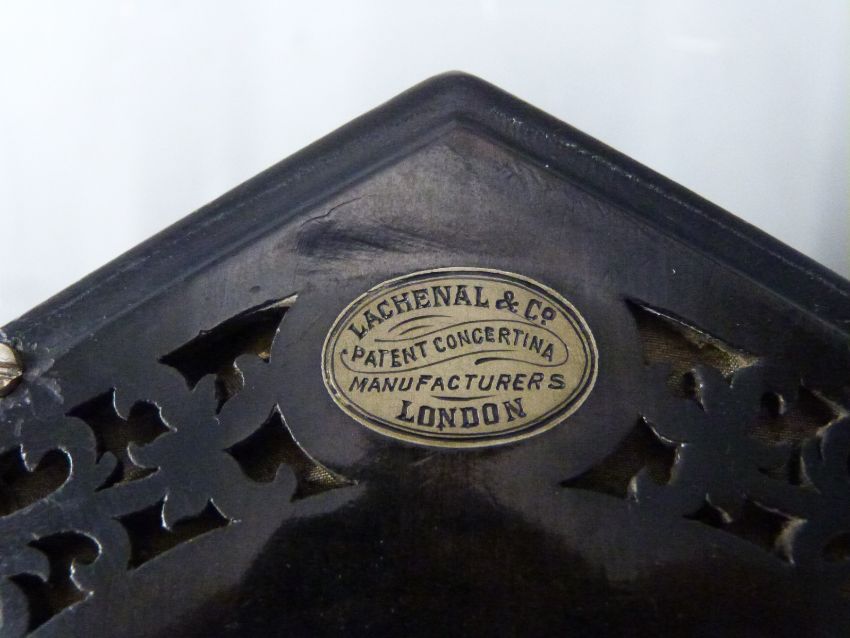 LACHENAL & Co.
PATENT CONCERTINA
MANUFACTURERS
LONDON